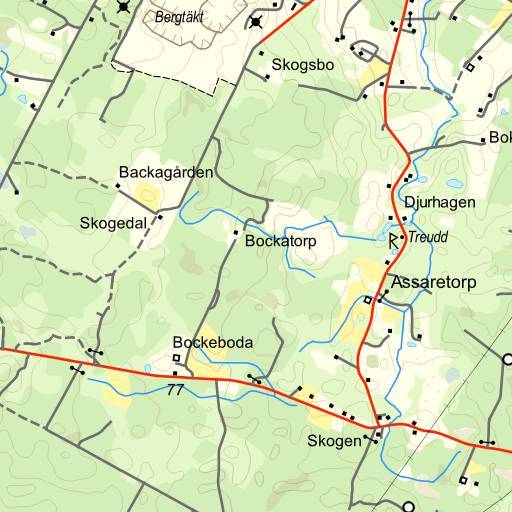 Bergtäkt
Skogsbo
Bok
Backagården
Djurhagen
Skogedal
Treudd
Bockatorp
Assaretorp
Bockeboda
77
Skogen